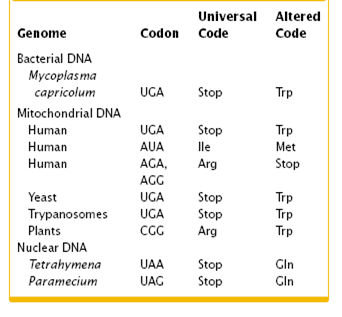 Universal Altered
Genome Codon Code Code
Bacterial DNA
Mycoplasma
capricolum UGA Stop Trp
Mitochondrial DNA
Human UGA Stop Trp
Human AUA Ile Met
Human AGA, Arg Stop
AGG
Yeast UGA Stop Trp
Trypanosomes UGA Stop Trp
Plants CGG Arg Trp
Nuclear DNA
Tetrahymena UAA Stop Gln
Paramecium UAG Stop Gln